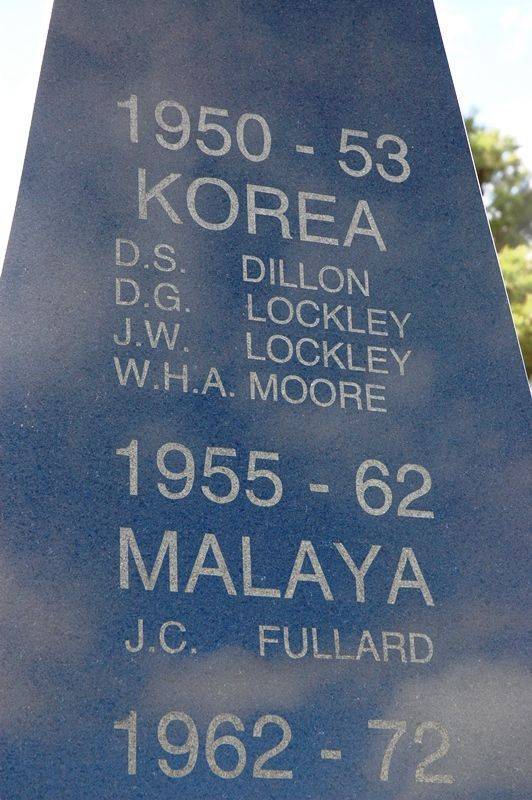 1950 - 53
KOREA
D.S. DILLON
D.G. LOCKLEY
J.W. LOCKLEY
W.H.A. MOORE
1955 - 62
MALAYA
J.C. FULLARD
1962 - 72